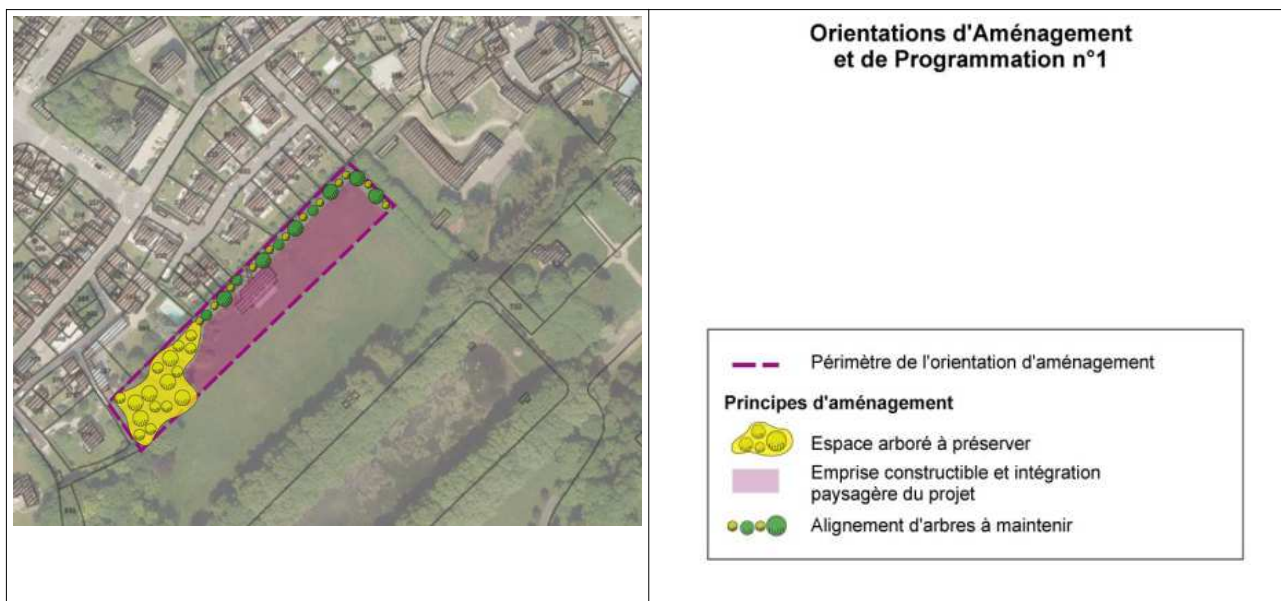 Orientations d'Aménagement
et de Programmation n°1
Périmètre de l'orientation d'aménagement
Principes d'aménagement
Espace arboré à préserver
Emprise constructible et intégration
paysagère du projet
Alignement d'arbres à maintenir